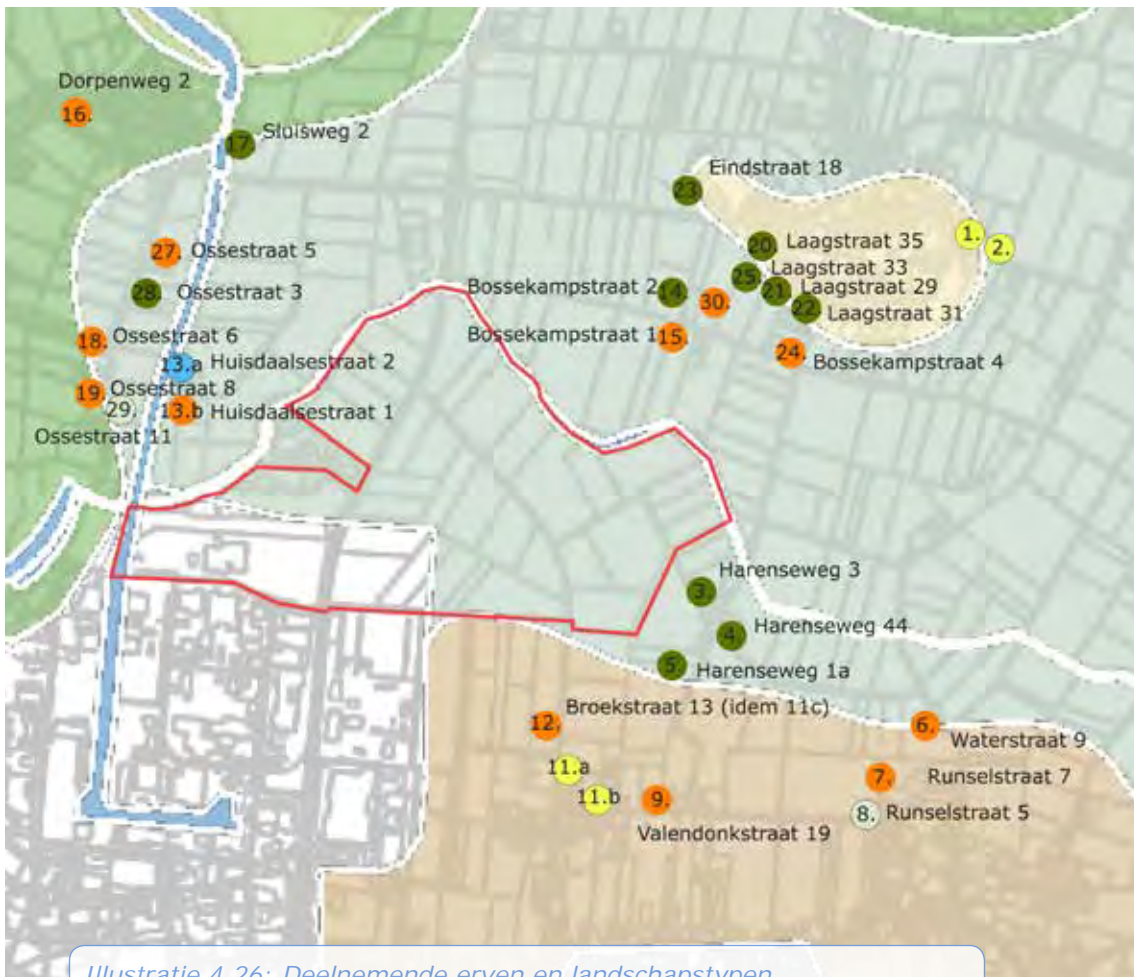 Dorpenweg 2
16.
17. Sluisweg 2
Eindstraat 18
23.
1.
2.
20. Laagstraat 35
27. Ossestraat 5
25. Laagstraat 33
28. Ossestraat 3
Bossekampstraat 2 14.
21. Laagstraat 29
30.
22. Laagstraat 31
18. Ossestraat 6
Bossekampstraat 1 15.
24. Bossekampstraat 4
13.a Huisdaalsestraat 2
19. Ossestraat 8
29.
13.b Huisdaalsestraat 1
Ossestraat 11
Harenseweg 3
3.
4. Harenseweg 44
5. Harenseweg 1a
Broekstraat 13 (idem 11c)
12.
6. Waterstraat 9
11.a
7. Runselstraat 7
11.b
9.
8. Runselstraat 5
Valendonkstraat 19
Illustratie 4.26: Deelnemende erven en landschapstypen